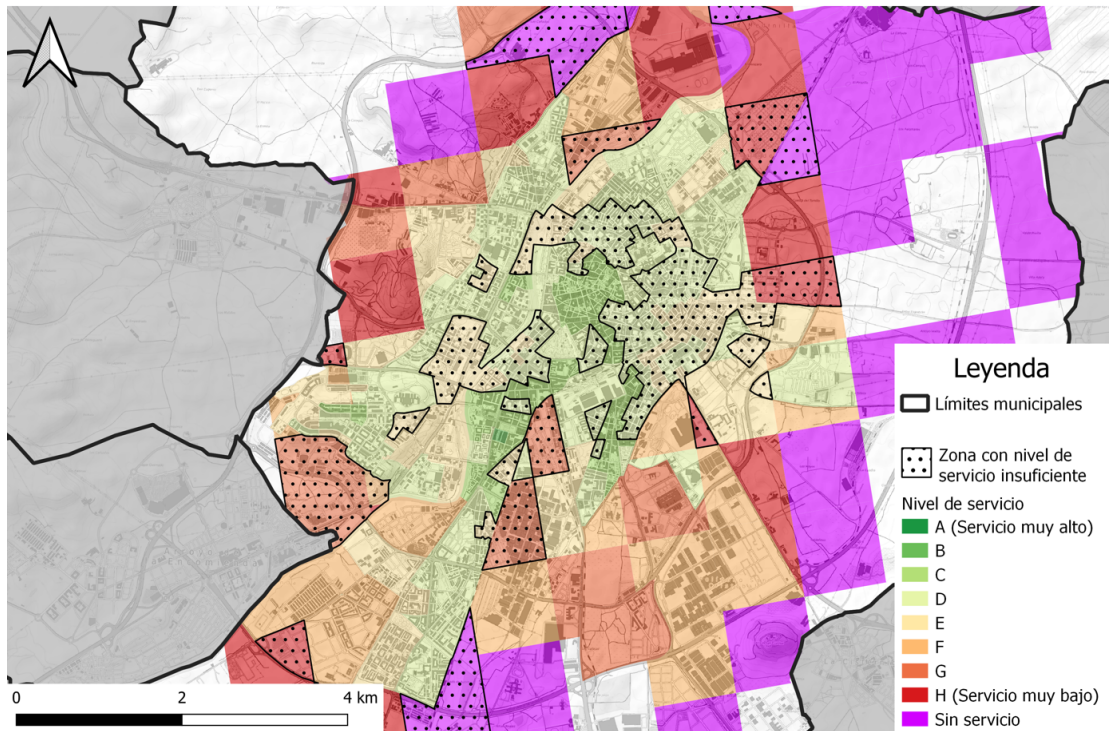 Leyenda
Límites municipales
Zona con nivel de
servicio insuficiente
Nivel de servicio
A (Servicio muy alto)
B
C
D
E
F
G
H (Servicio muy bajo)
Sin servicio
0 2 4 km